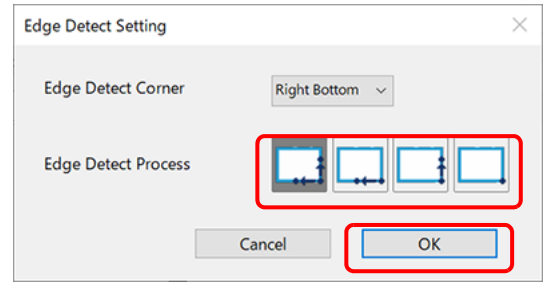 Edge Detect Setting
Edge Detect Corner
Right Bottom
Edge Detect Process
Cancel
OK